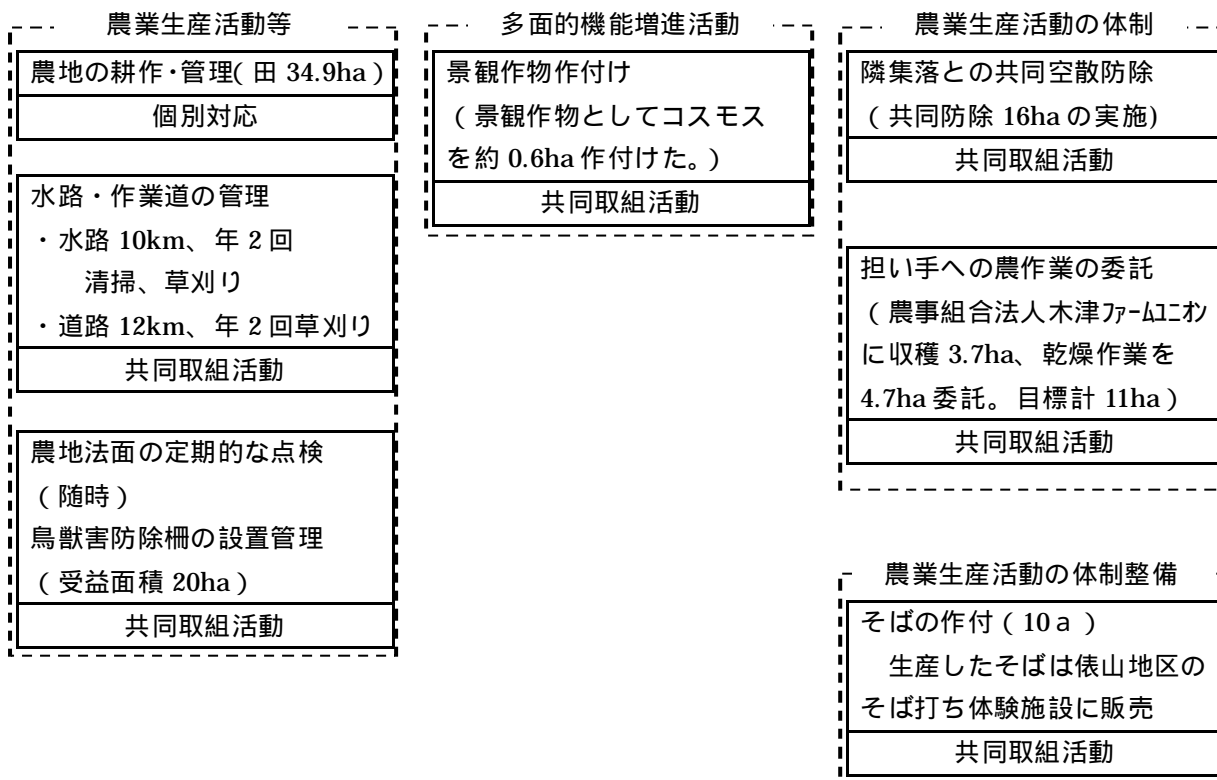 農業生産活動等
農地の耕作・管理(田 34.9ha)
個別対応
水路・作業道の管理
・水路 10km、年 2 回
清掃、草刈り
・道路 12km、年 2 回草刈り
共同取組活動
農地法面の定期的な点検
(随時)
鳥獣害防除柵の設置管理
(受益面積 20ha)
共同取組活動
多面的機能増進活動
景観作物作付け
(景観作物としてコスモス
を約 0.6ha 作付けた。)
共同取組活動
農業生産活動の体制
隣集落との共同空散防除
(共同防除 16ha の実施)
共同取組活動
担い手への農作業の委託
(農事組合法人木津ファームユニオン
に収穫 3.7ha、乾燥作業を
4.7ha 委託。目標計 11ha)
共同取組活動
農業生産活動の体制整備
そばの作付(10a)
生産したそばは俵山地区の
そば打ち体験施設に販売
共同取組活動